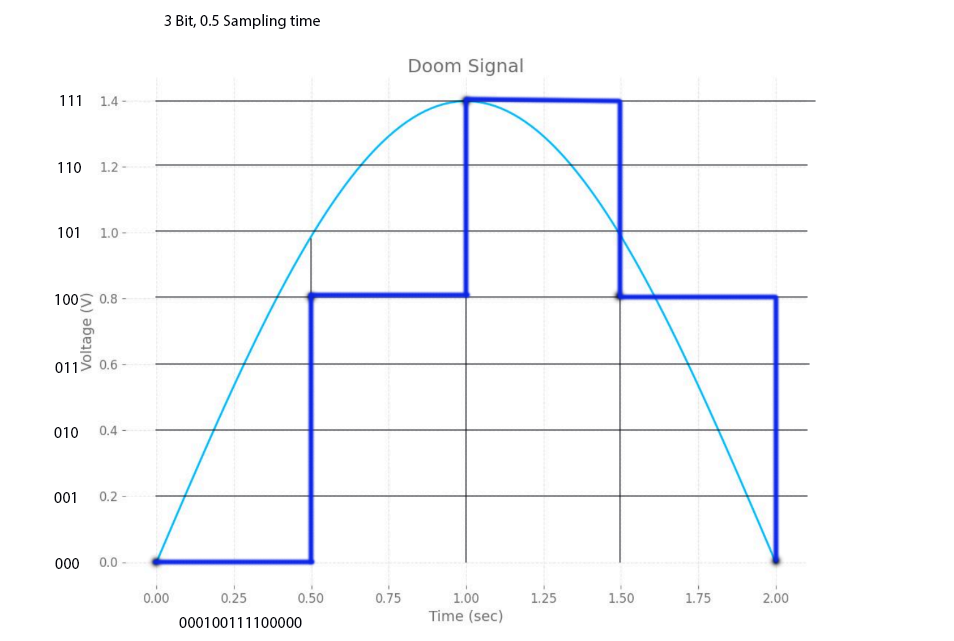 3 Bit, 0.5 Sampling time
Doom Signal
111 1.4
110 1.2
101 1.0
100 0.8
Voltage (V)
011 0.6
010 0.4
001 0.2
000 0.0
0.00 0.25 0.50 0.75 1.00 1.25 1.50 1.75 2.00
Time (sec)
000100111100000